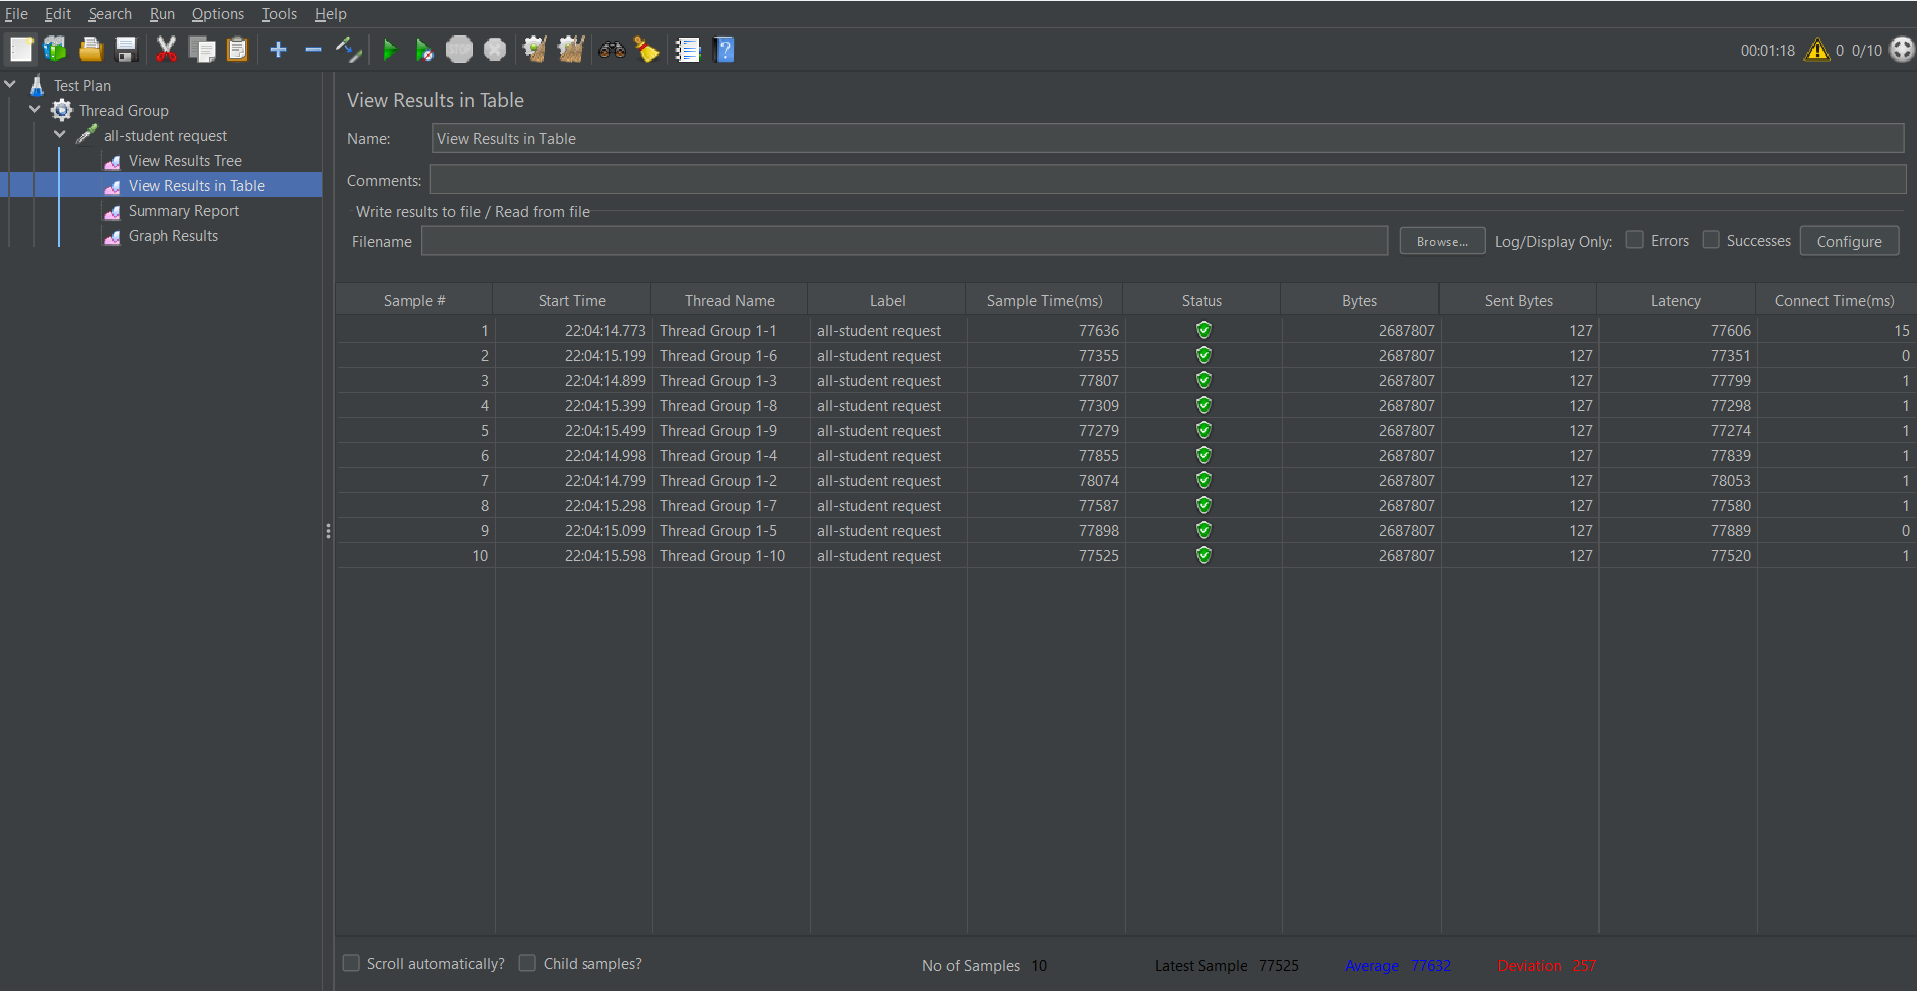 File Edit Search Run Options Tools Help
STOP
00:01:18 0 0/10
Test Plan
Thread Group
all-student request
View Results Tree
View Results in Table
Summary Report
Graph Results
View Results in Table
Name: View Results in Table
Comments:
Write results to file / Read from file
Filename Browse... Log/Display Only: Errors Successes Configure
Sample # Start Time Thread Name Label Sample Time(ms) Status Bytes Sent Bytes Latency Connect Time(ms)
1 22:04:14.773 Thread Group 1-1 all-student request 77636 2687807 127 77606 15
2 22:04:15.199 Thread Group 1-6 all-student request 77355 2687807 127 77351 0
3 22:04:14.899 Thread Group 1-3 all-student request 77807 2687807 127 77799 1
4 22:04:15.399 Thread Group 1-8 all-student request 77309 2687807 127 77298 1
5 22:04:15.499 Thread Group 1-9 all-student request 77279 2687807 127 77274 1
6 22:04:14.998 Thread Group 1-4 all-student request 77855 2687807 127 77839 1
7 22:04:14.799 Thread Group 1-2 all-student request 78074 2687807 127 78053 1
8 22:04:15.298 Thread Group 1-7 all-student request 77587 2687807 127 77580 1
9 22:04:15.099 Thread Group 1-5 all-student request 77898 2687807 127 77889 0
10 22:04:15.598 Thread Group 1-10 all-student request 77525 2687807 127 77520 1
Scroll automatically? Child samples? No of Samples 10 Latest Sample 77525 Average 77632 Deviation 257